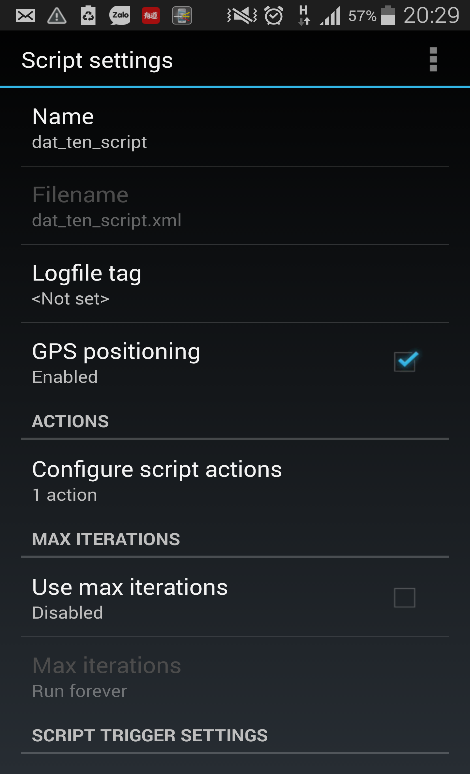 Zalo
H
57%
20:29
Script settings
Name
dat_ten_script
Filename
dat_ten_script.xml
Logfile tag
<Not set>
GPS positioning
Enabled
ACTIONS
Configure script actions
1 action
MAX ITERATIONS
Use max iterations
Disabled
Max iterations
Run forever
SCRIPT TRIGGER SETTINGS